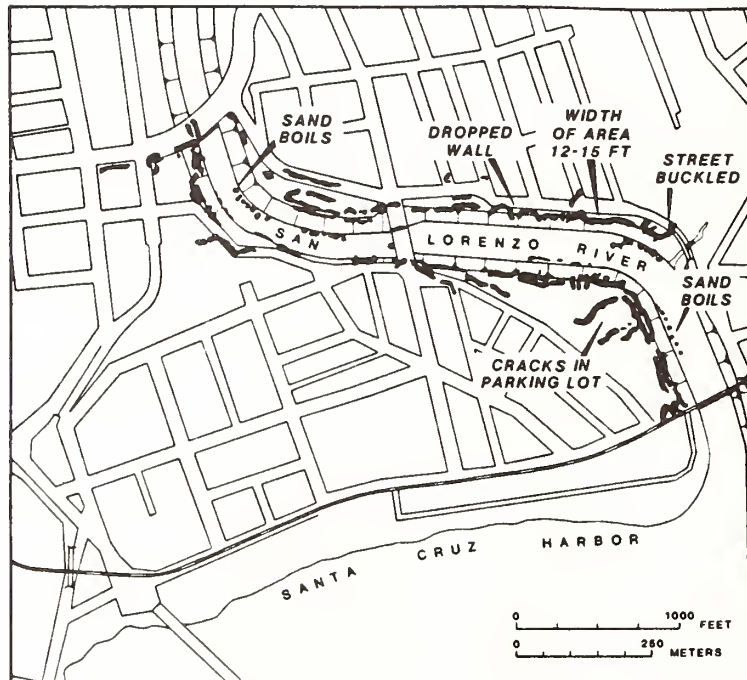 SAND
BOILS
DROPPED
WALL
WIDTH
OF AREA
12-15 FT
STREET
BUCKLED
SAN LORENZO RIVER
SAND
BOILS
CRACKS IN
PARKING LOT
SANTA CRUZ HARBOR
0 1000 FEET
0 250 METERS